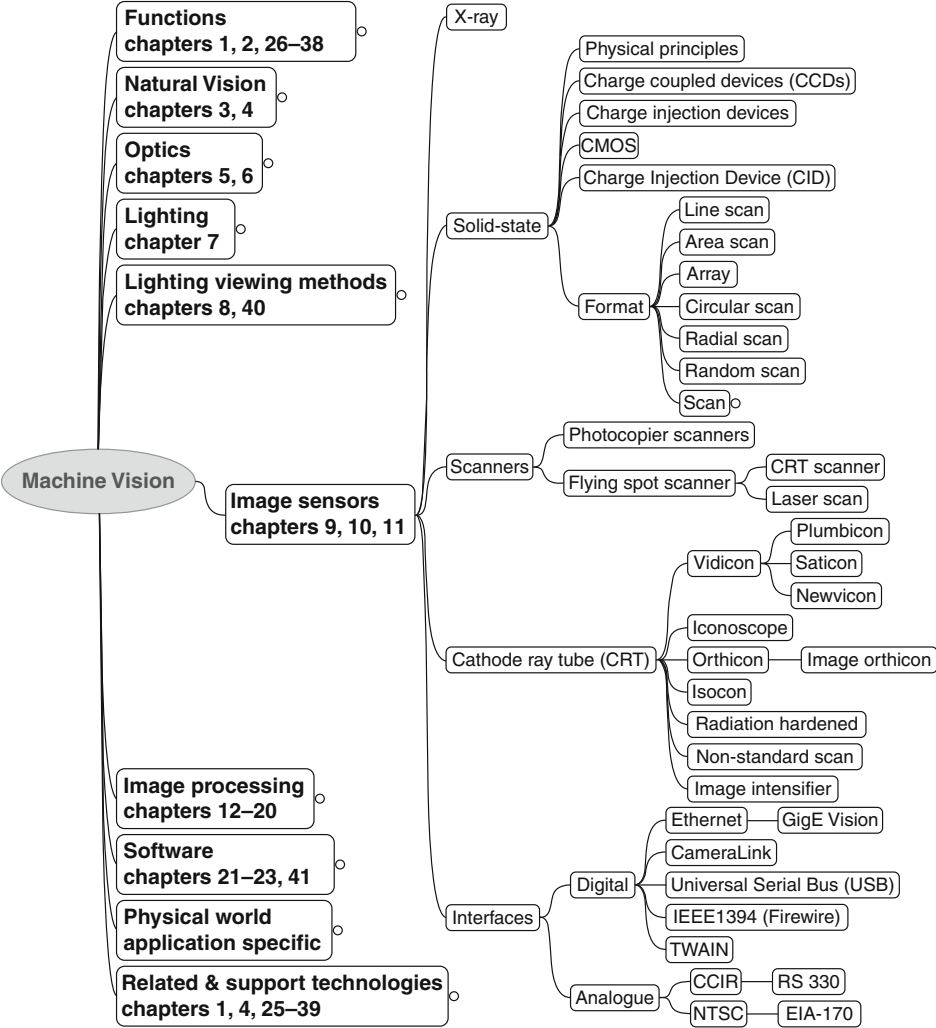 Machine Vision
Functions
chapters 1, 2, 26–38
Natural Vision
chapters 3, 4
Optics
chapters 5, 6
Lighting
chapter 7
Lighting viewing methods
chapters 8, 40
Image sensors
chapters 9, 10, 11
X-ray
Solid-state
Physical principles
Charge coupled devices (CCDs)
Charge injection devices
CMOS
Charge Injection Device (CID)
Format
Line scan
Area scan
Array
Circular scan
Radial scan
Random scan
Scan
Scanners
Photocopier scanners
Flying spot scanner
CRT scanner
Laser scan
Cathode ray tube (CRT)
Vidicon
Plumbicon
Saticon
Newvicon
Iconoscope
Orthicon
Image orthicon
Isocon
Radiation hardened
Non-standard scan
Image intensifier
Interfaces
Digital
Ethernet
GigE Vision
CameraLink
Universal Serial Bus (USB)
IEEE1394 (Firewire)
TWAIN
Analogue
CCIR
RS 330
NTSC
EIA-170
Image processing
chapters 12–20
Software
chapters 21–23, 41
Physical world
application specific
Related & support technologies
chapters 1, 4, 25–39